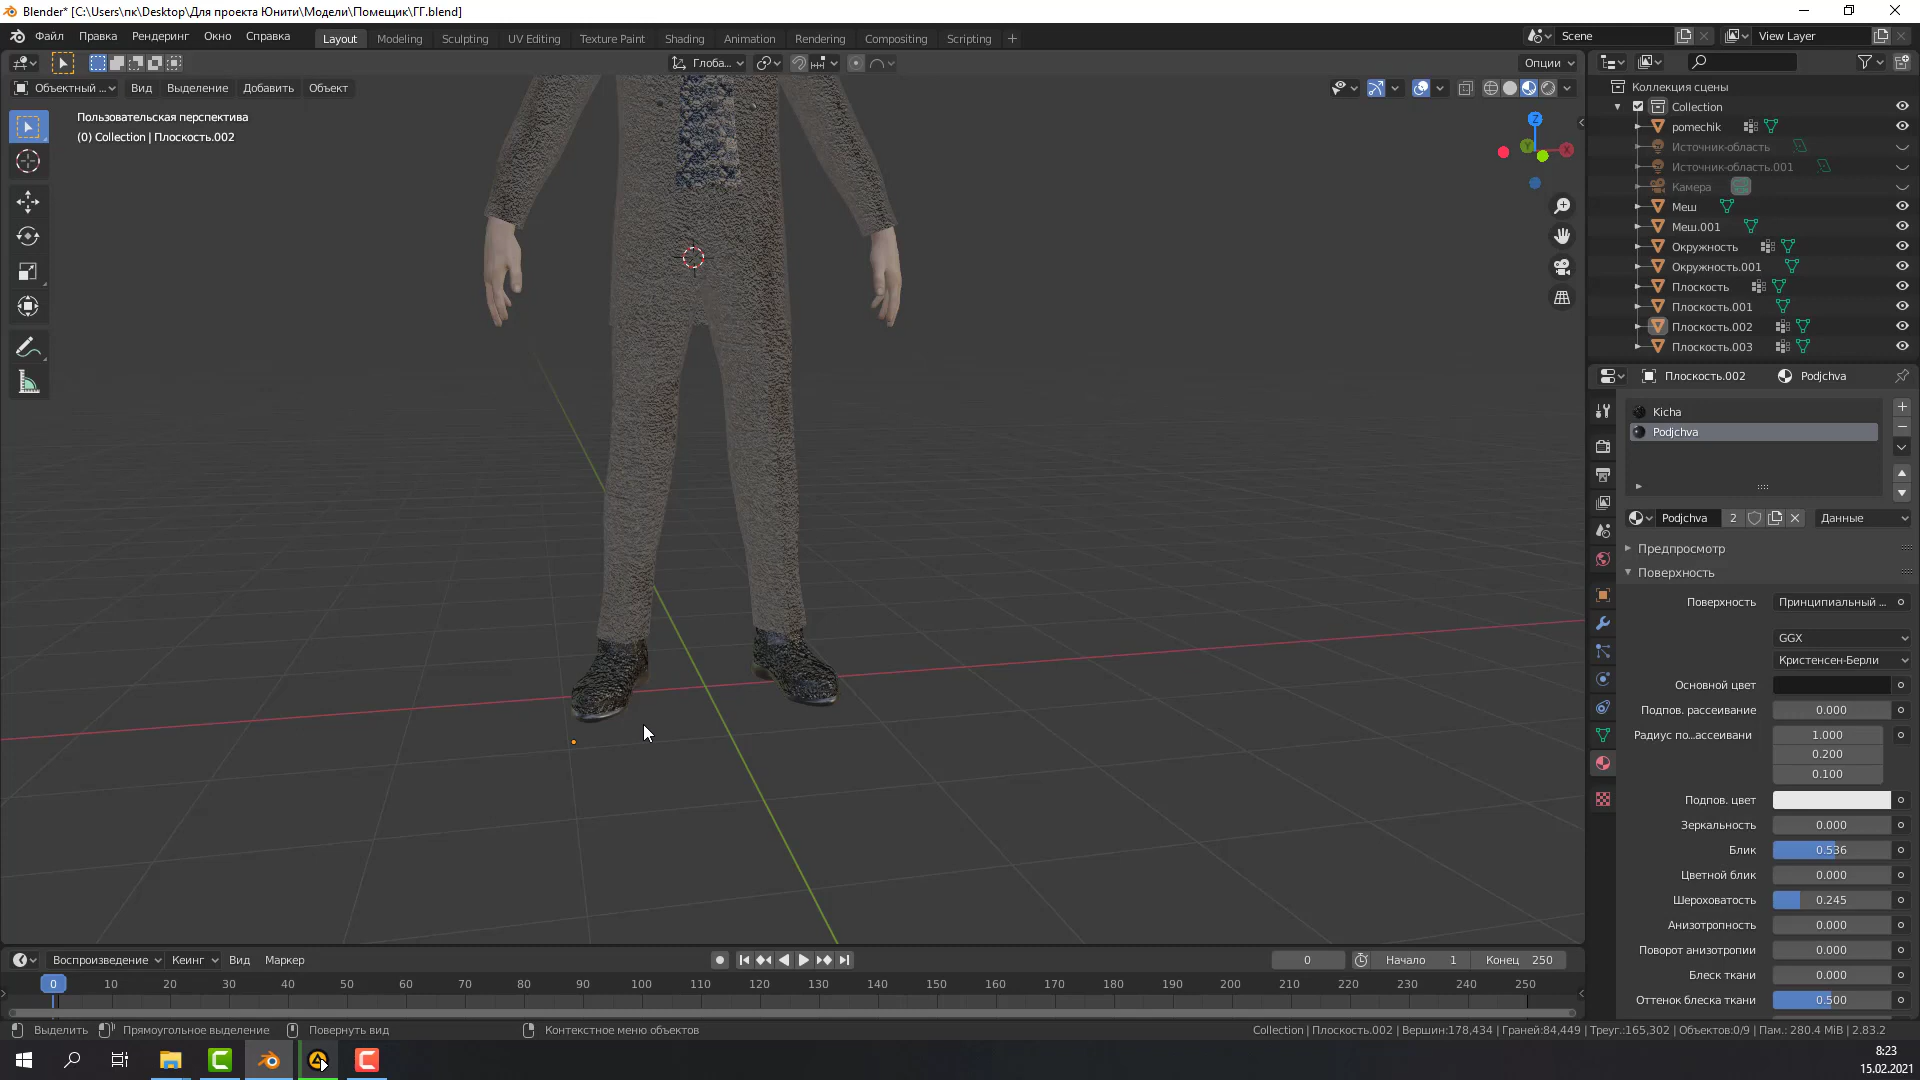 Blender* [C:\Users\пк\Desktop\Для проекта Юнити\Модели\Помещик\ГГ.blend]
Файл Правка Рендеринг Окно Справка Layout Modeling Sculpting UV Editing Texture Paint Shading Animation Rendering Compositing Scripting Scene View Layer
Глоба... Опции
Объектный ... Вид Выделение Добавить Объект
Пользовательская перспектива
(0) Collection | Плоскость.002
Z
Y
X
Коллекция сцены
Collection
pomechik
Источник-область
Источник-область.001
Камера
Меш
Меш.001
Окружность
Окружность.001
Плоскость
Плоскость.001
Плоскость.002
Плоскость.003
Плоскость.002 Podjchva
Kicha
Podjchva
Podjchva 2 Данные
Предпросмотр
Поверхность
Поверхность Принципиальный ...
GGX
Кристенсен-Берли
Основной цвет
Подпов. рассеивание 0.000
Радиус по...ассеивани 1.000
0.200
0.100
Подпов. цвет
Зеркальность 0.000
Блик 0.536
Цветной блик 0.000
Шероховатость 0.245
Анизотропность 0.000
Поворот анизотропии 0.000
Блеск ткани 0.000
Оттенок блеска ткани 0.500
Воспроизведение Кеинг Вид Маркер 0 Начало 1 Конец 250
0 10 20 30 40 50 60 70 80 90 100 110 120 130 140 150 160 170 180 190 200 210 220 230 240 250
Выделить Прямоугольное выделение Повернуть вид Контекстное меню объектов Collection | Плоскость.002 | Вершин:178,434 | Граней:84,449 | Треуг.:165,302 | Объектов:0/9 | Пам.: 280.4 MiB | 2.83.2
8:23
15.02.2021